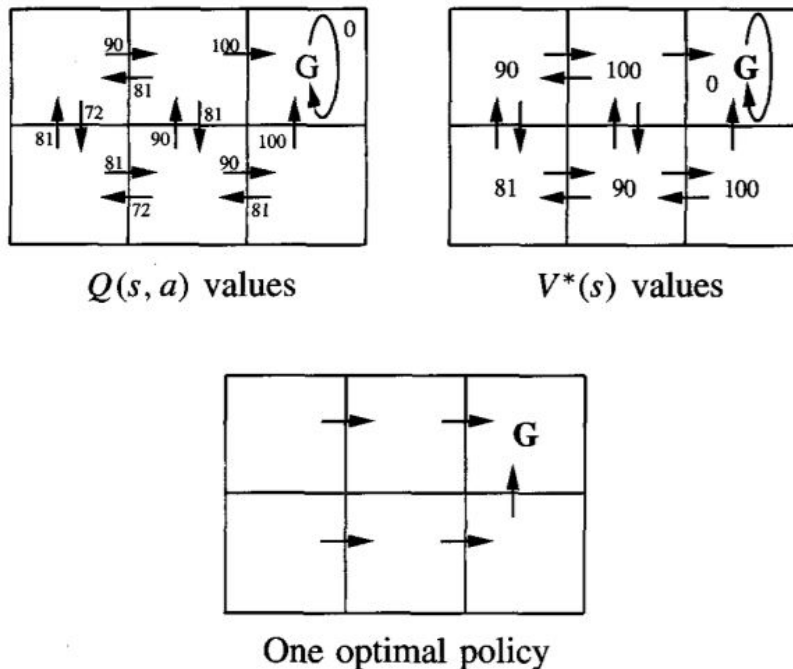 90 100 0 G
81
81 72 90 81 100
81 90
72 81
Q(s, a) values
90 100 0 G
81 90 100
V*(s) values
G
One optimal policy